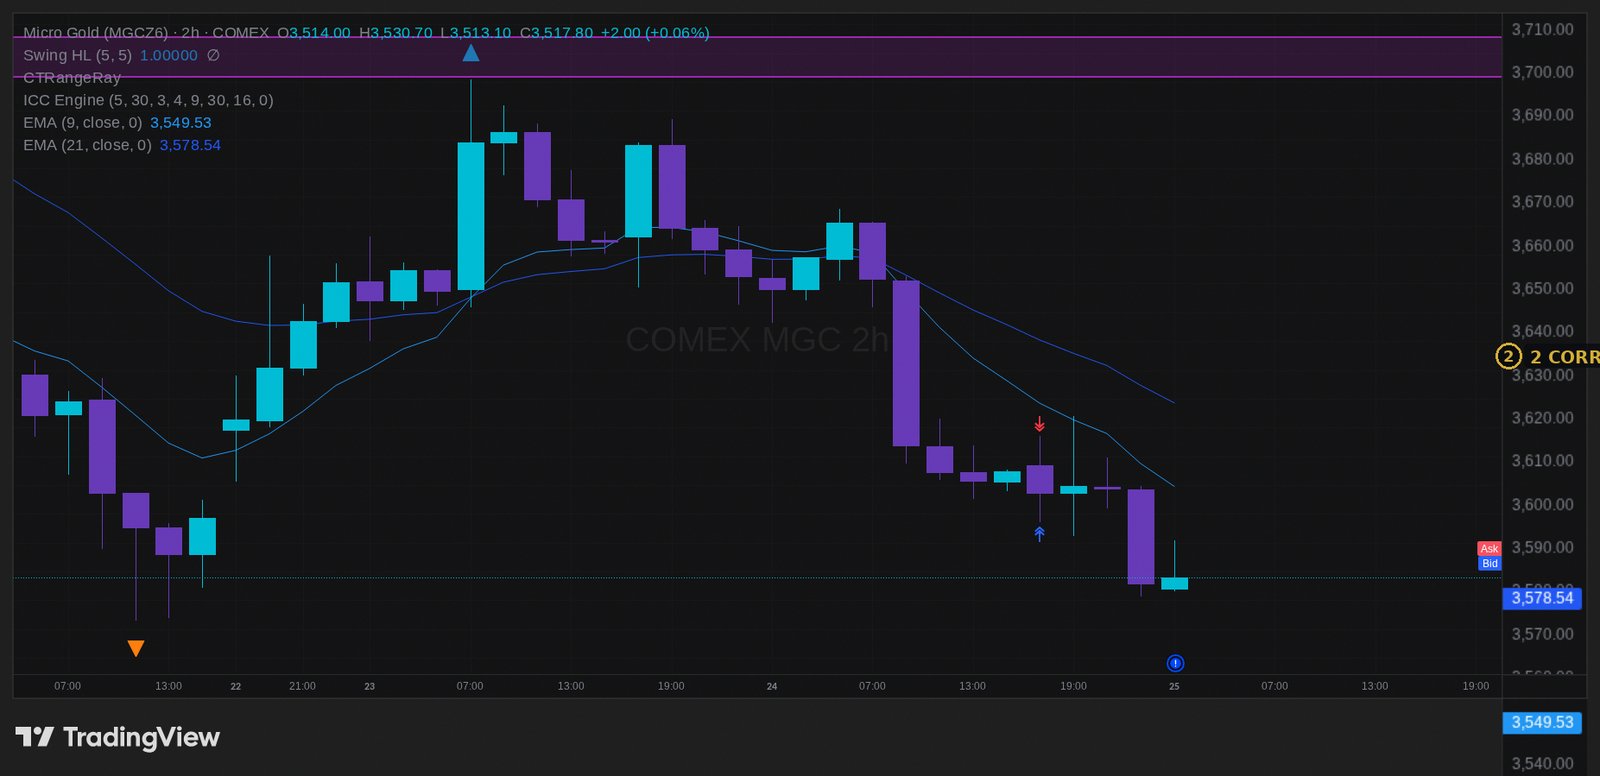 Micro Gold (MGCZ6) · 2h · COMEX O3,514.00 H3,530.70 L3,513.10 C3,517.80 +2.00 (+0.06%)
Swing HL (5, 5) 1.00000 ∅
CTRangeRay
ICC Engine (5, 30, 3, 4, 9, 30, 16, 0)
EMA (9, close, 0) 3,549.53
EMA (21, close, 0) 3,578.54
COMEX MGC 2h
3,710.00
3,700.00
3,690.00
3,680.00
3,670.00
3,660.00
3,650.00
3,640.00
2 2 CORR
3,630.00
3,620.00
3,610.00
3,600.00
3,590.00
Ask
Bid
3,578.54
3,570.00
07:00 13:00 22 21:00 23 07:00 13:00 19:00 24 07:00 13:00 19:00 25 07:00 13:00 19:00
3,549.53
3,540.00
TradingView